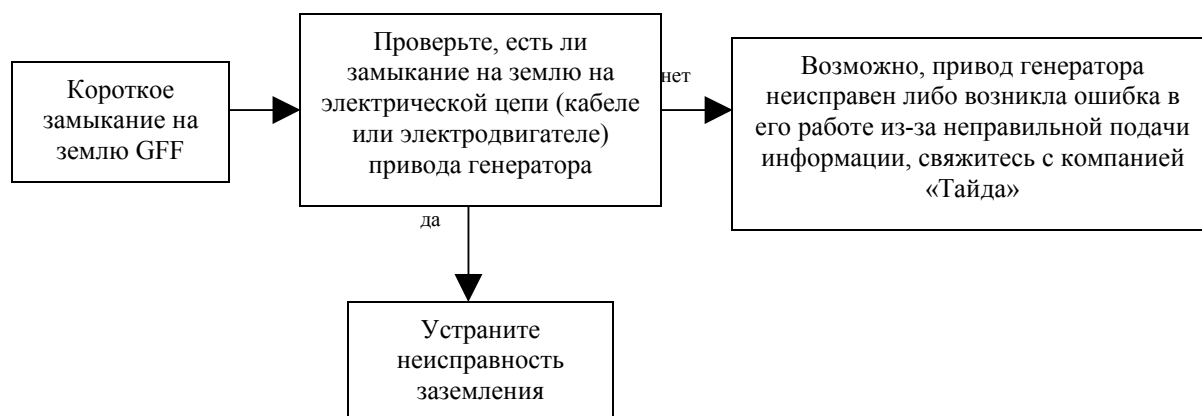 Короткое
замыкание на
землю GFF
Проверьте, есть ли
замыкание на землю на
электрической цепи (кабеле
или электродвигателе)
привода генератора
нет
Возможно, привод генератора
неисправен либо возникла ошибка в
его работе из-за неправильной подачи
информации, свяжитесь с компанией
«Тайда»
да
Устраните
неисправность
заземления